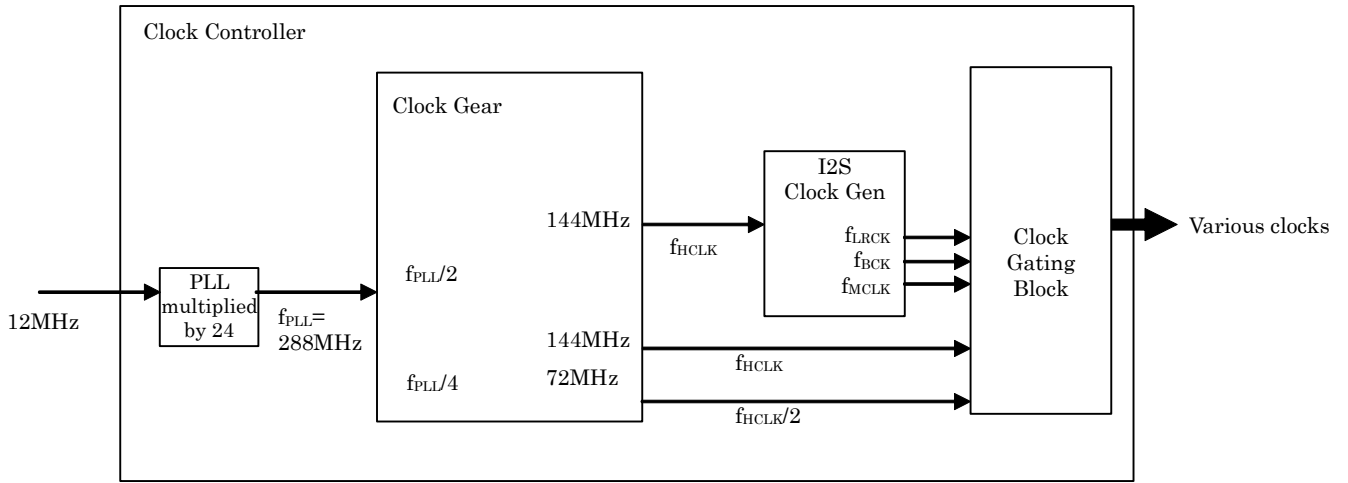 Clock Controller
Clock Gear
144MHz
fHCLK
I2S
Clock Gen
fLRCK
fBCK
fMCLK
Clock
Gating
Block
Various clocks
12MHz
PLL
multiplied
by 24
fPLL=
288MHz
fPLL/2
144MHz
fHCLK
fPLL/4
72MHz
fHCLK/2